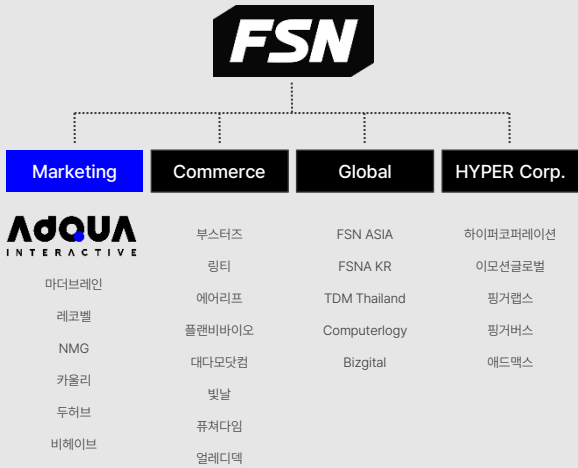 FSN
Marketing
Commerce
Global
HYPER Corp.
AdQUA
INTERACTIVE
마더브레인
레코벨
NMG
카울리
두허브
비헤이브
부스터즈
링티
에어리프
플랜비바이오
대다모닷컴
빛날
퓨쳐다임
얼레디덱
FSN ASIA
FSNA KR
TDM Thailand
Computerlogy
Bizgital
하이퍼코퍼레이션
이모션글로벌
핑거랩스
핑거버스
애드맥스